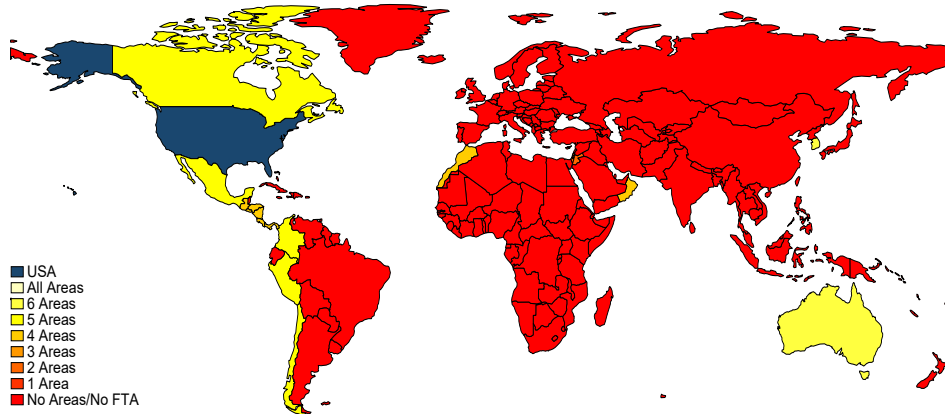 USA
All Areas
6 Areas
5 Areas
4 Areas
3 Areas
2 Areas
1 Area
No Areas/No FTA